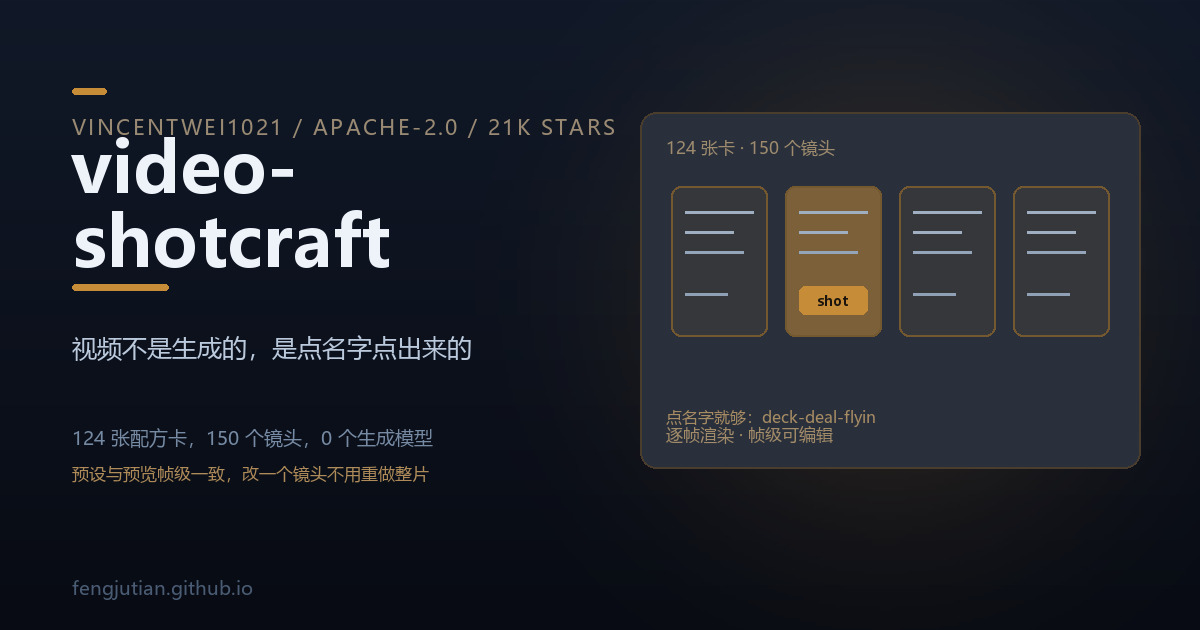 VINCENTWEI1021 / APACHE-2.0 / 21K STARS
video-
shotcraft
视频不是生成的，是点名字点出来的
124 张配方卡，150 个镜头，0 个生成模型
预设与预览帧级一致，改一个镜头不用重做整片
fengjutian.github.io
124 张卡 · 150 个镜头
shot
点名字就够：deck-deal-flyin
逐帧渲染 · 帧级可编辑